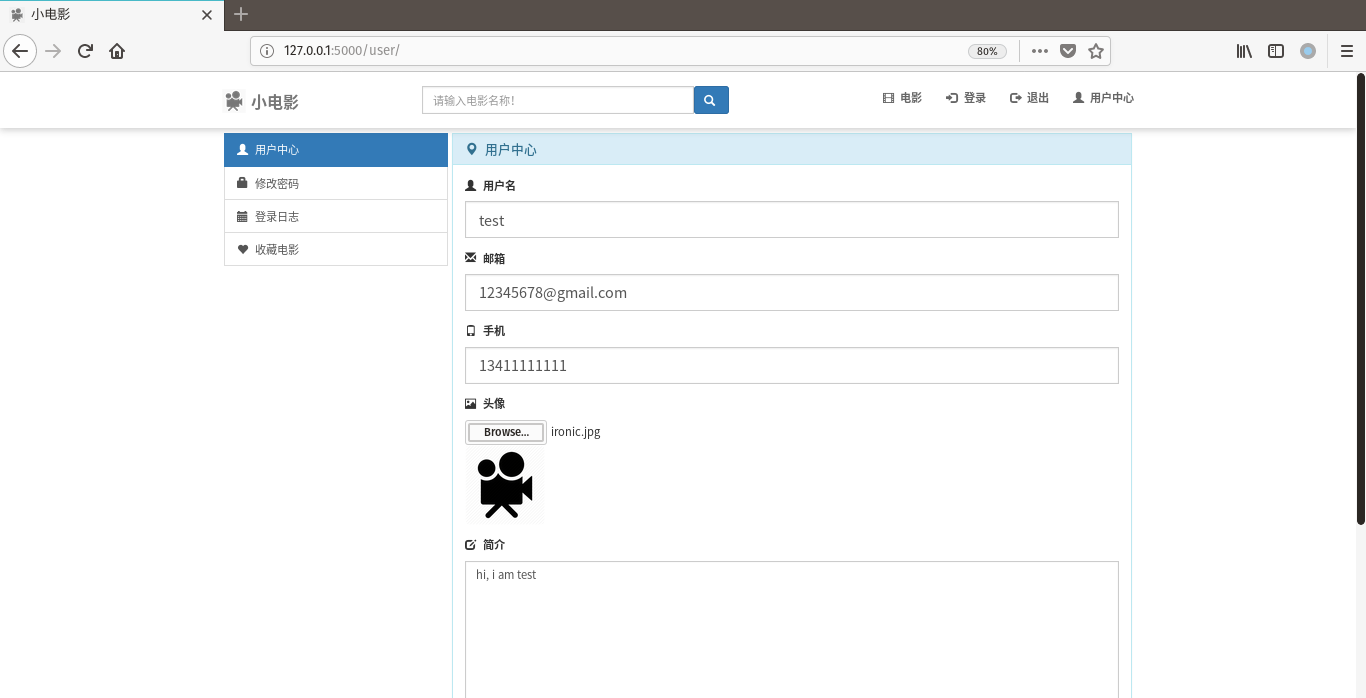 小电影
127.0.0.1:5000/user/
80%
小电影
请输入电影名称!
电影
登录
退出
用户中心
用户中心
修改密码
登录日志
收藏电影
用户中心
用户名
test
邮箱
12345678@gmail.com
手机
13411111111
头像
Browse...
ironic.jpg
简介
hi, i am test